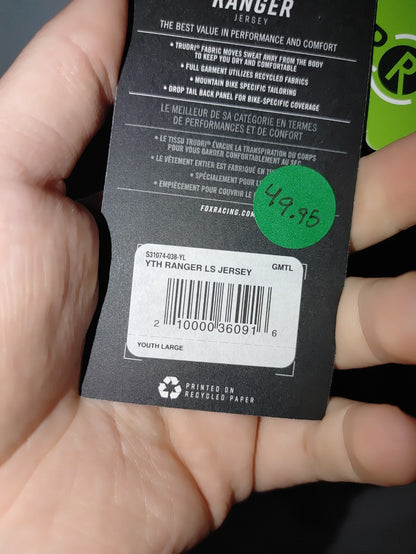 RANGER
JERSEY
THE BEST VALUE IN PERFORMANCE AND COMFORT
• TRUDRI® FABRIC MOVES SWEAT AWAY FROM THE BODY
TO KEEP YOU DRY AND COMFORTABLE
• FULL GARMENT UTILIZES RECYCLED FABRICS
• MOUNTAIN BIKE SPECIFIC TAILORING
• DROP TAIL BACK PANEL FOR BIKE-SPECIFIC COVERAGE
LE MEILLEUR DE SA CATÉGORIE EN TERMES
DE PERFORMANCES ET DE CONFORT
• LE TISSU TRUDRI® ÉVACUE LA TRANSPIRATION DU CORPS
POUR VOUS GARDER CONFORTABLEMENT AU SEC
• LE VÊTEMENT ENTIER EST FABRIQUÉ EN
• SPÉCIALEMENT POUR
• EMPIÈCEMENT POUR COUVRIR LE
FOXRACING.CO
49.95
S31074-038-YL
YTH RANGER LS JERSEY GMTL
2 10000 36091 6
YOUTH LARGE
PRINTED ON
RECYCLED PAPER
R